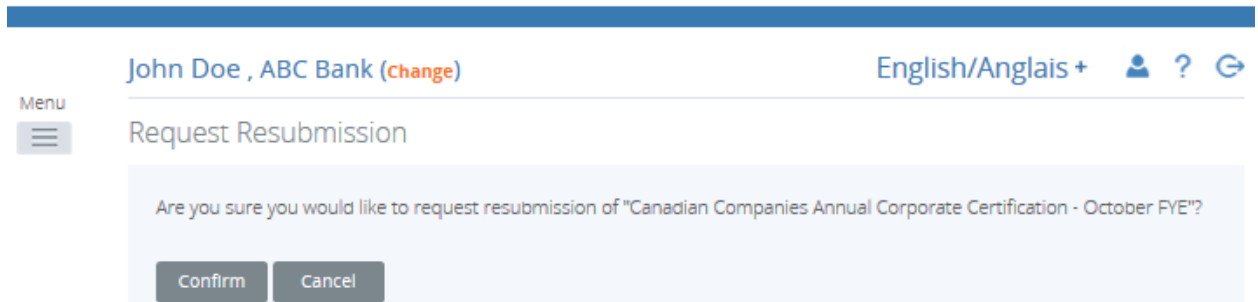 John Doe , ABC Bank (Change)
English/Anglais +
?
Menu
Request Resubmission
Are you sure you would like to request resubmission of "Canadian Companies Annual Corporate Certification - October FYE"?
Confirm
Cancel